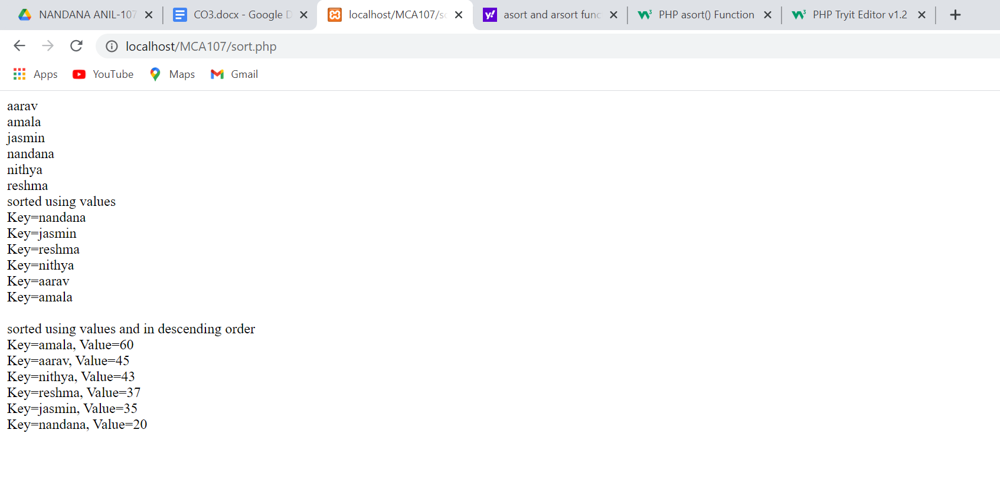 NANDANA ANIL-107
CO3.docx - Google D
localhost/MCA107/so
asort and arsort func
PHP asort() Function
PHP Tryit Editor v1.2
localhost/MCA107/sort.php
Apps
YouTube
Maps
Gmail
aarav
amala
jasmin
nandana
nithya
reshma
sorted using values
Key=nandana
Key=jasmin
Key=reshma
Key=nithya
Key=aarav
Key=amala
sorted using values and in descending order
Key=amala, Value=60
Key=aarav, Value=45
Key=nithya, Value=43
Key=reshma, Value=37
Key=jasmin, Value=35
Key=nandana, Value=20